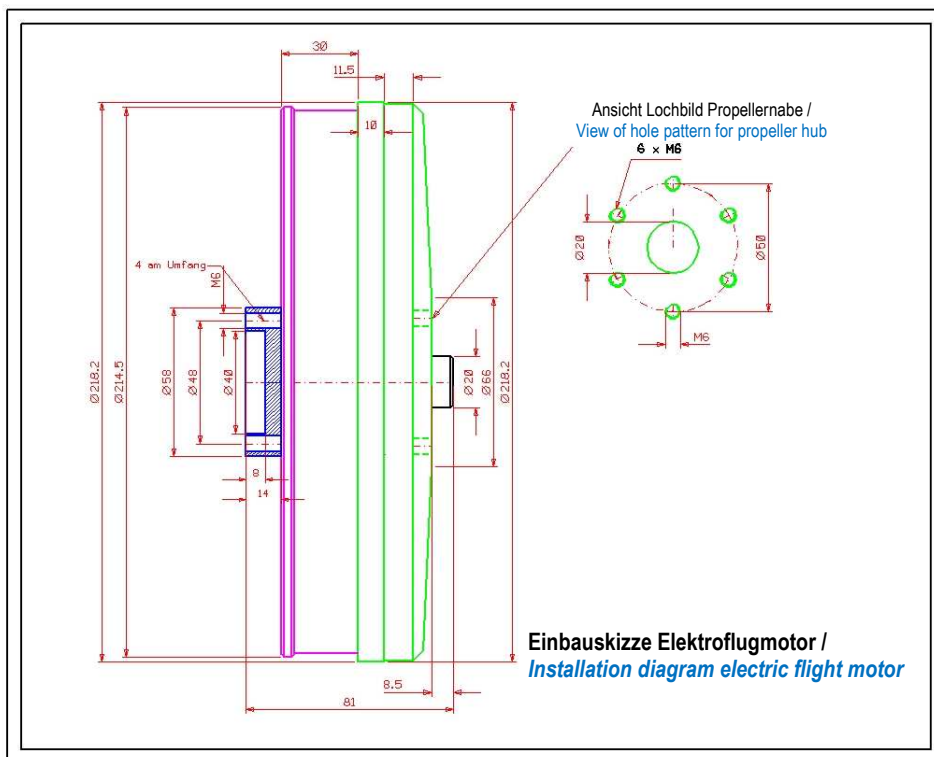 30
11.5
10
Ansicht Lochbild Propellernabe /
View of hole pattern for propeller hub
6 × M6
Ø20
Ø50
M6
4 am Umfang
M6
Ø218.2
Ø214.5
Ø58
Ø48
Ø40
Ø20
Ø66
Ø218.2
8
14
Einbauskizze Elektroflugmotor /
Installation diagram electric flight motor
8.5
81